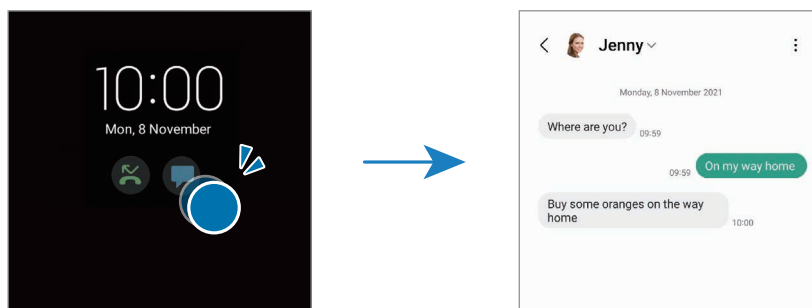 10:00
Mon, 8 November
Jenny
Monday, 8 November 2021
Where are you?
09:59
09:59
On my way home
Buy some oranges on the way
home
10:00